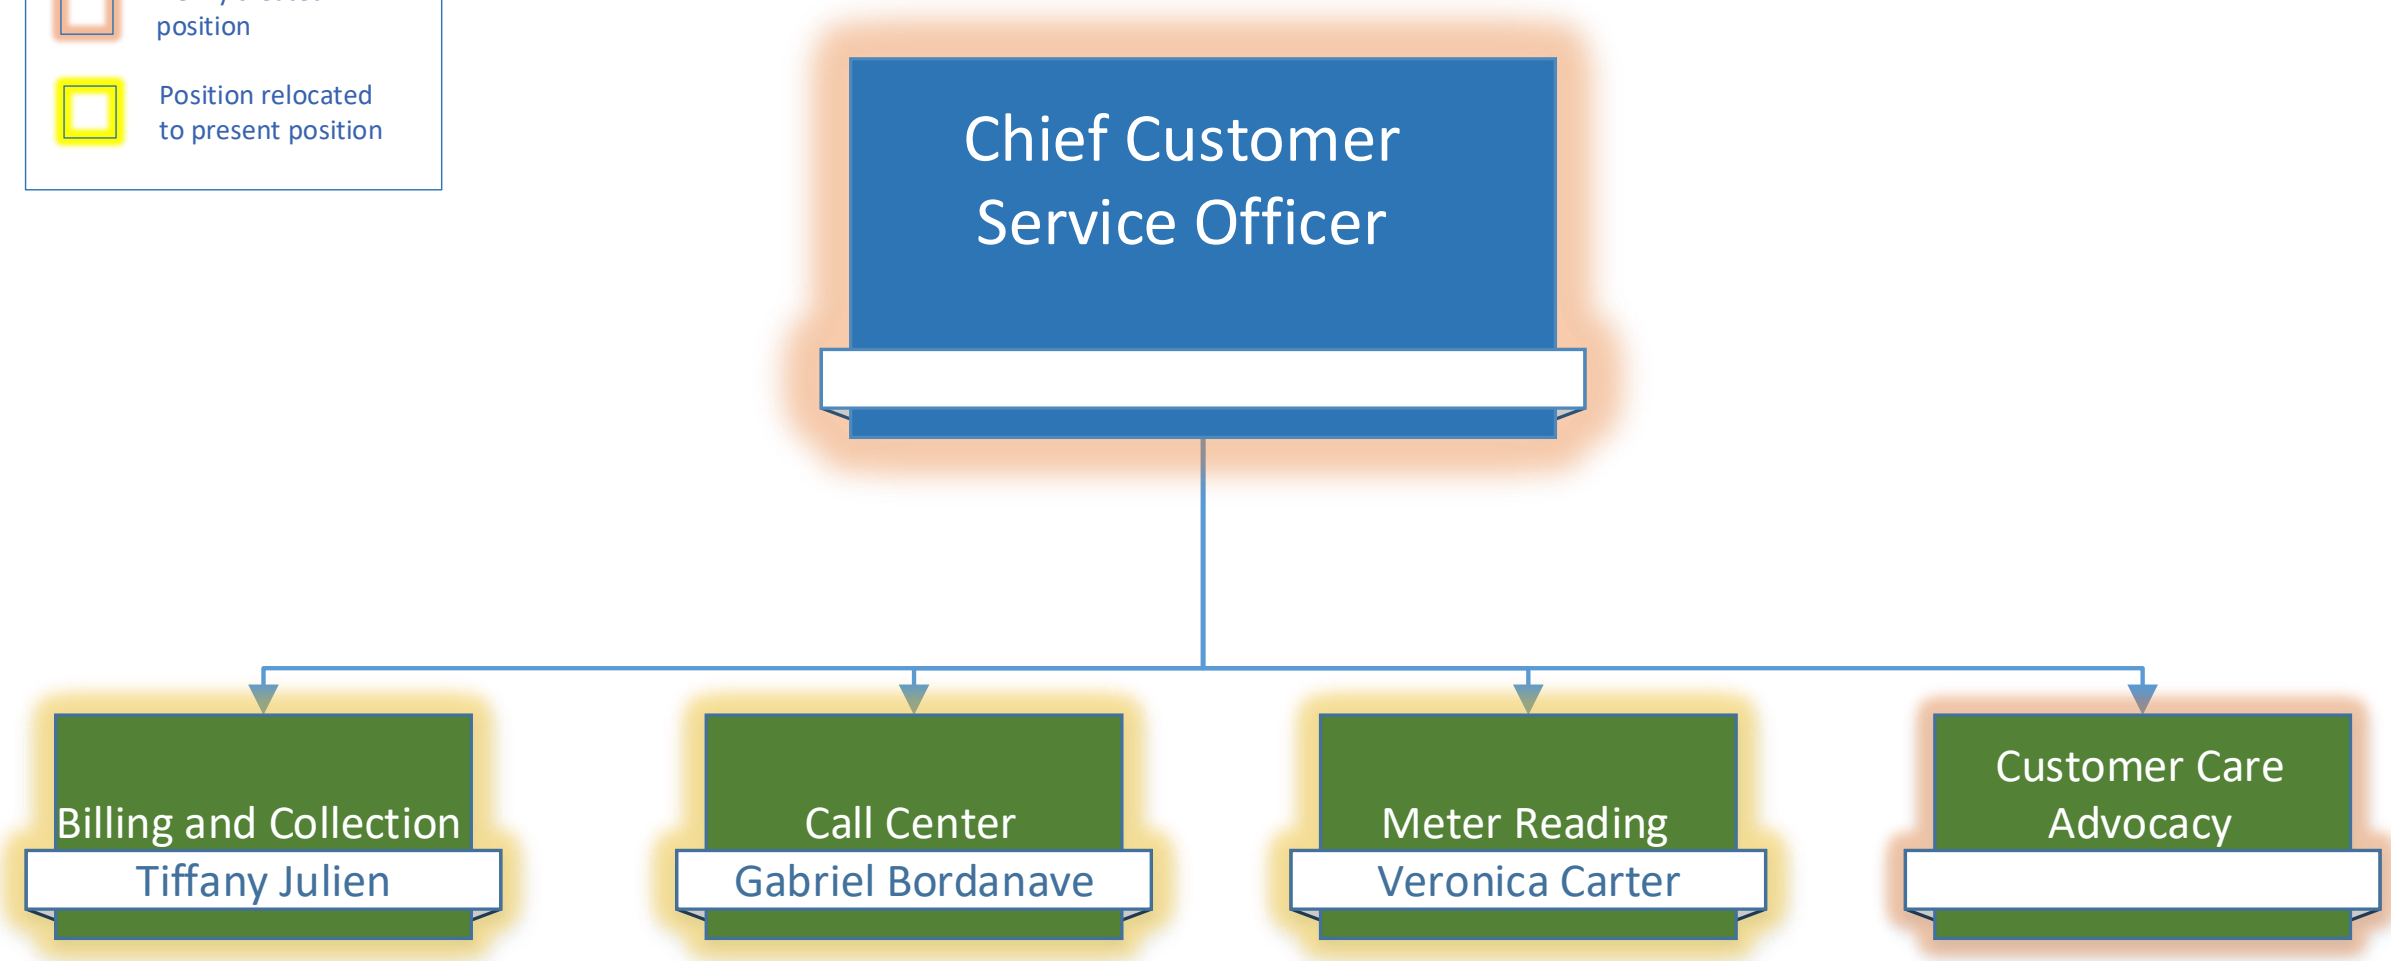 position
Position relocated
to present position
Chief Customer
Service Officer
Billing and Collection
Tiffany Julien
Call Center
Gabriel Bordanave
Meter Reading
Veronica Carter
Customer Care
Advocacy